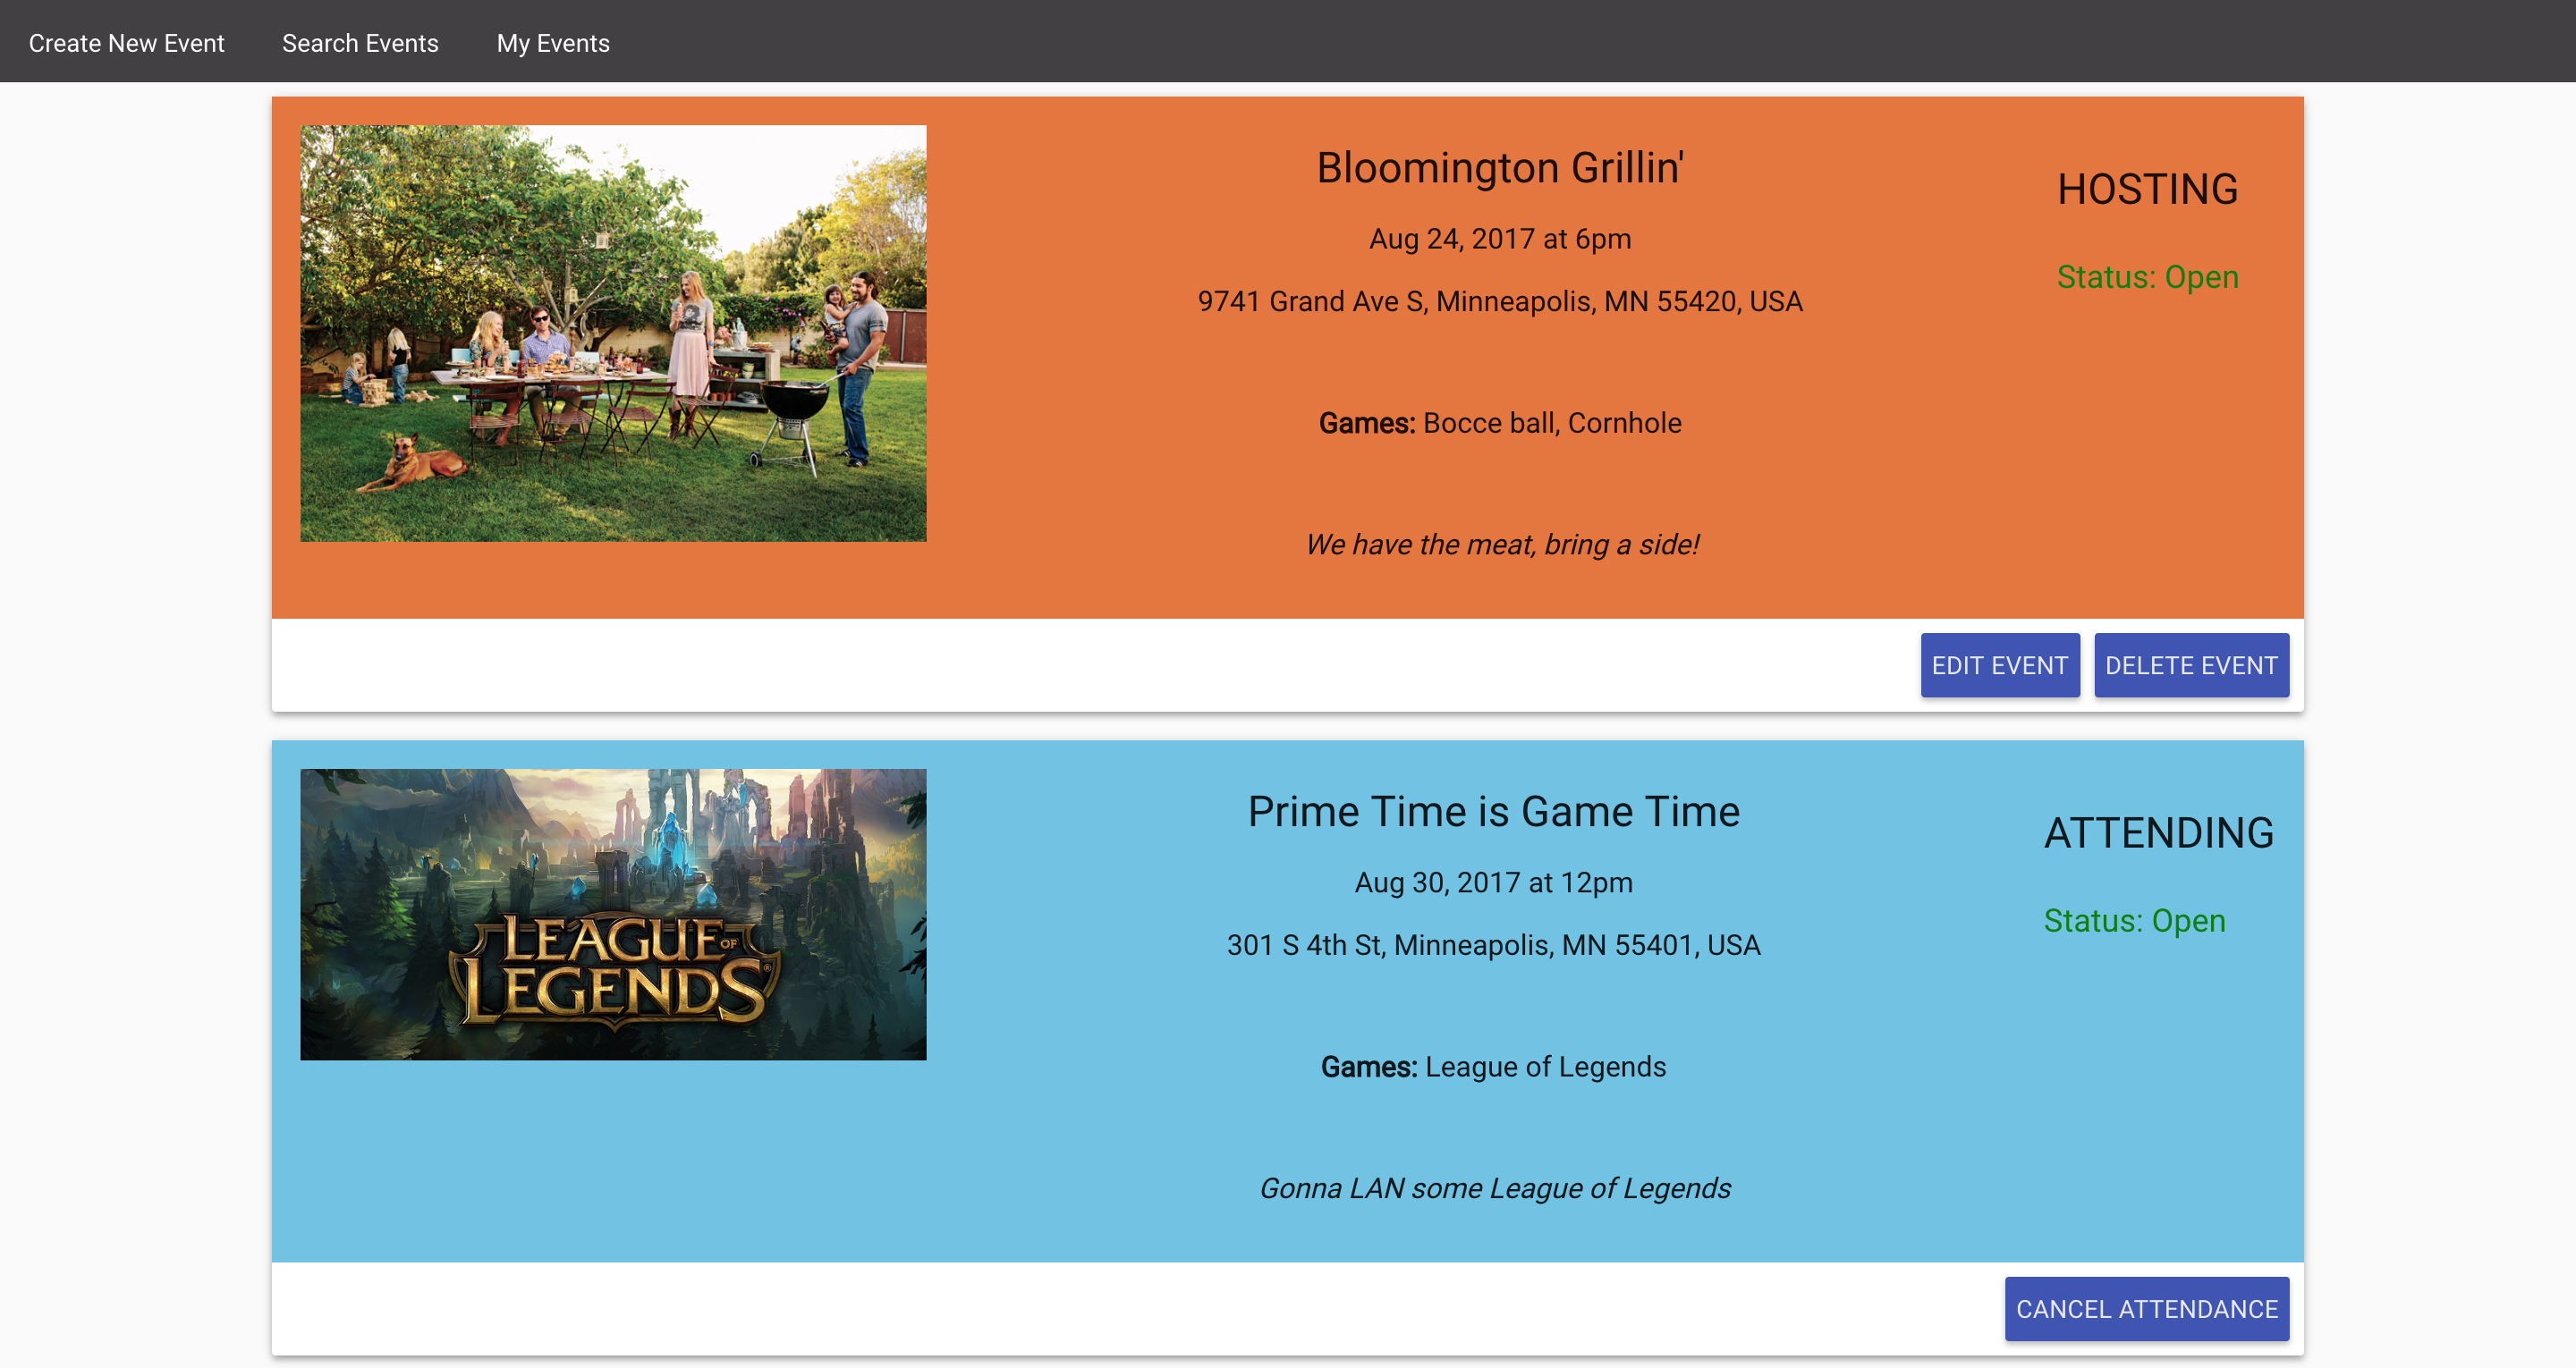 Create New Event
Search Events
My Events
Bloomington Grillin'
Aug 24, 2017 at 6pm
9741 Grand Ave S, Minneapolis, MN 55420, USA
Games: Bocce ball, Cornhole
We have the meat, bring a side!
HOSTING
Status: Open
EDIT EVENT
DELETE EVENT
LEAGUE OF
LEGENDS®
Prime Time is Game Time
Aug 30, 2017 at 12pm
301 S 4th St, Minneapolis, MN 55401, USA
Games: League of Legends
Gonna LAN some League of Legends
ATTENDING
Status: Open
CANCEL ATTENDANCE